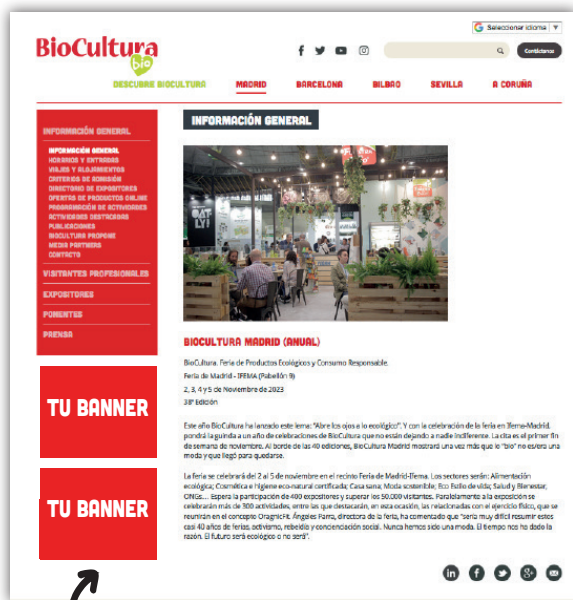 Seleccionar idioma ▼
BioCultura
bio
Contáctanos
DESCUBRE BIOCULTURA MADRID BARCELONA BILBAO SEVILLA A CORUÑA
INFORMACIÓN GENERAL
INFORMACIÓN GENERAL
HORARIOS Y ENTRADAS
VIAJES Y ALOJAMIENTOS
CRITERIOS DE ADMISIÓN
DIRECTORIO DE EXPOSITORES
OFERTAS DE PRODUCTOS ONLINE
PROGRAMACIÓN DE ACTIVIDADES
ACTIVIDADES DESTACADAS
PUBLICACIONES
BIOCULTURA PROPONE
MEDIA PARTNERS
CONTACTO
VISITANTES PROFESIONALES
EXPOSITORES
PONENTES
PRENSA
TU BANNER
TU BANNER
INFORMACIÓN GENERAL
OAT-
LY!
BIOCULTURA MADRID (ANUAL)
BioCultura. Feria de Productos Ecológicos y Consumo Responsable.
Feria de Madrid - IFEMA (Pabellón 9)
2, 3, 4 y 5 de Noviembre de 2023
38ª Edición
Este año BioCultura ha lanzado este lema: "Abre los ojos a lo ecológico". Y con la celebración de la feria en Ifema-Madrid,
pondrá la guinda a un año de celebraciones de BioCultura que no están dejando a nadie indiferente. La cita es el primer fin
de semana de noviembre. Al borde de las 40 ediciones, BioCultura Madrid mostrará una vez más que lo "bio" no es/era una
moda y que llegó para quedarse.
La feria se celebrará del 2 al 5 de noviembre en el recinto Feria de Madrid-Ifema. Los sectores serán: Alimentación
ecológica; Cosmética e higiene eco-natural certificada; Casa sana; Moda sostenible; Eco Estilo de vida; Salud y Bienestar,
ONGs... Espera la participación de 400 expositores y superar los 50.000 visitantes. Paralelamente a la exposición se
celebrarán más de 300 actividades, entre las que destacarán, en esta ocasión, las relacionadas con el ejercicio físico, que se
reunirán en el concepto OragnicFit. Ángeles Parra, directora de la feria, ha comentado que "sería muy difícil resumir estos
casi 40 años de ferias, activismo, rebeldía y concienciación social. Nunca hemos sido una moda. El tiempo nos ha dado la
razón. El futuro será ecológico o no será".